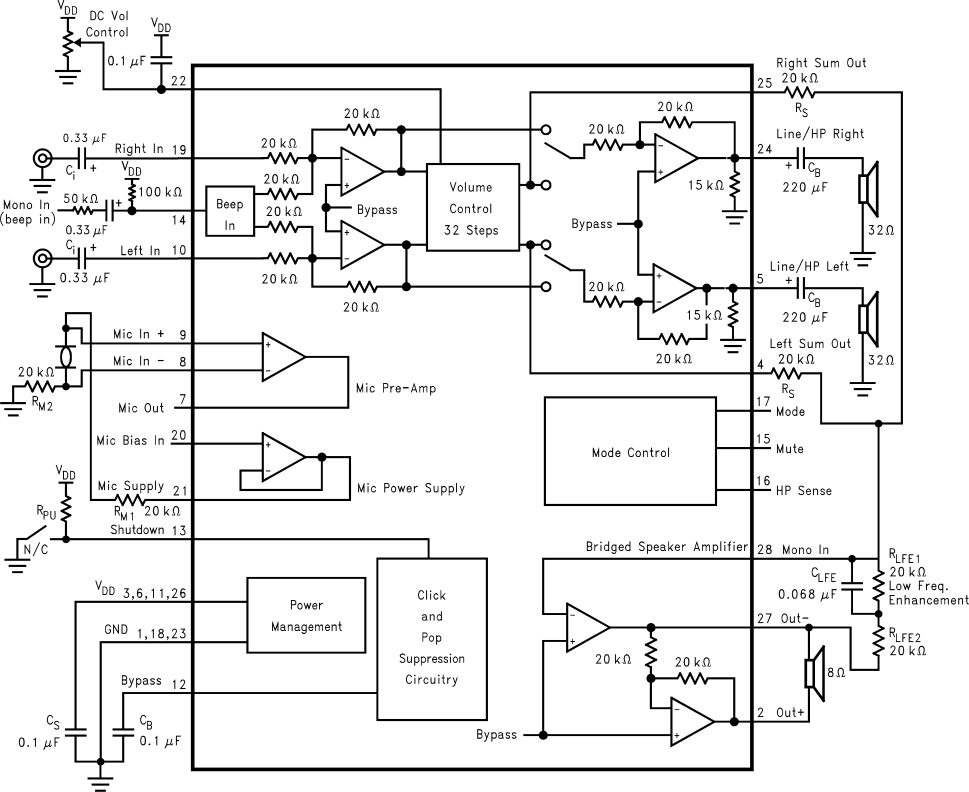 VDD
DC Vol
Control
VDD
0.1 µF
22
0.33 µF
Right In 19
Ci
+
VDD
50 kΩ
+
100 kΩ
Mono In
(beep in)
0.33 µF
14
Ci
+
Left In 10
0.33 µF
20 kΩ
20 kΩ
20 kΩ
20 kΩ
20 kΩ
20 kΩ
Beep
In
−
+
Bypass
+
−
Volume
Control
32 Steps
20 kΩ
20 kΩ
−
+
15 kΩ
Bypass
20 kΩ
+
−
15 kΩ
20 kΩ
Right Sum Out
25
20 kΩ
RS
Line/HP Right
24
+
CB
220 µF
32Ω
Line/HP Left
5
+
CB
220 µF
32Ω
Left Sum Out
4
20 kΩ
RS
17
Mode
15
Mute
16
HP Sense
Mode Control
Mic In + 9
Mic In − 8
20 kΩ
RM2
Mic Out 7
+
−
Mic Pre-Amp
Mic Bias In 20
+
−
Mic Supply 21
RM1 20 kΩ
Mic Power Supply
VDD
RPU
N/C
Shutdown 13
VDD 3,6,11,26
GND 1,18,23
Bypass 12
CS
0.1 µF
CB
0.1 µF
Power
Management
Click
and
Pop
Suppression
Circuitry
Bridged Speaker Amplifier
28 Mono In
−
+
20 kΩ
20 kΩ
−
+
Bypass
CLFE
0.068 µF
RLFE1
20 kΩ
Low Freq.
Enhancement
27 Out−
RLFE2
20 kΩ
8Ω
2 Out+